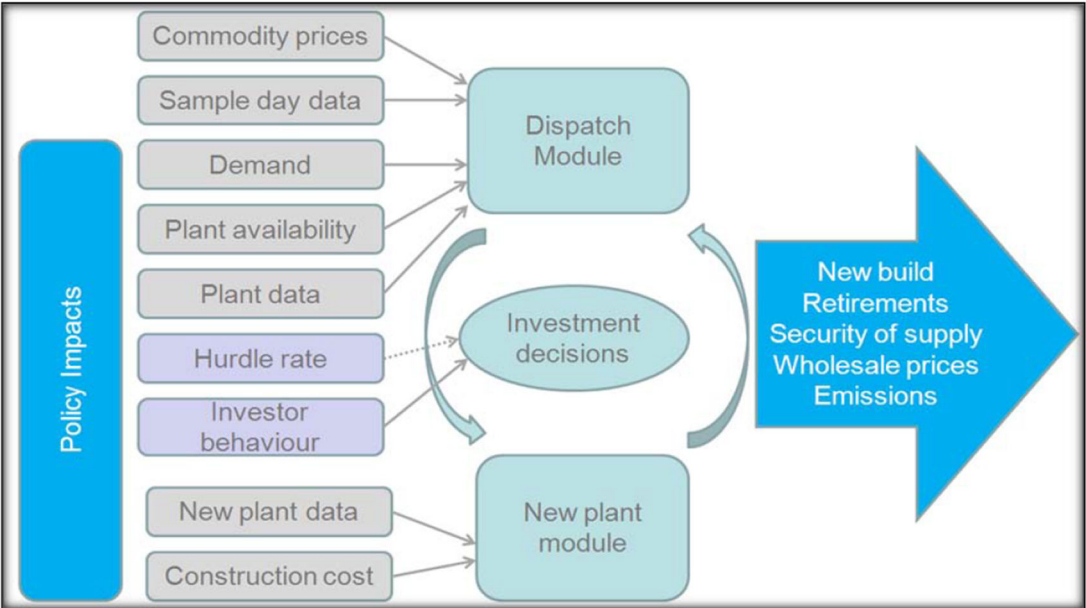 Policy Impacts
Commodity prices
Sample day data
Demand
Plant availability
Plant data
Hurdle rate
Investor
behaviour
New plant data
Construction cost
Dispatch
Module
Investment
decisions
New plant
module
New build
Retirements
Security of supply
Wholesale prices
Emissions